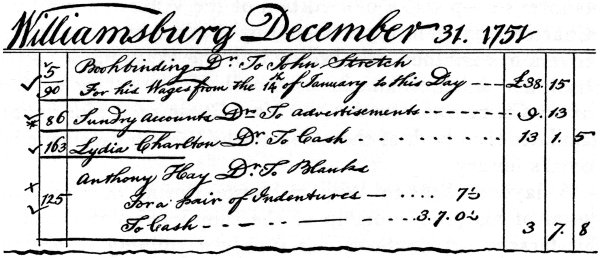 Williamsburg December 31. 1751
5 Bookbinding Dr. To John Stretch
90 For his Wages from the 14th of January to this Day ---- £38. 15
* 86 Sundry Accounts Drs To advertisements ---------- 9. 13
163 Lydia Charlton Dr. To Cash ---- 13 1. 5
Anthony Hay Dr. To Blanks
125 For a pair of Indentures - .... 7½
To Cash - . - .. - ... 3. 7. 0½ 3 7. 8